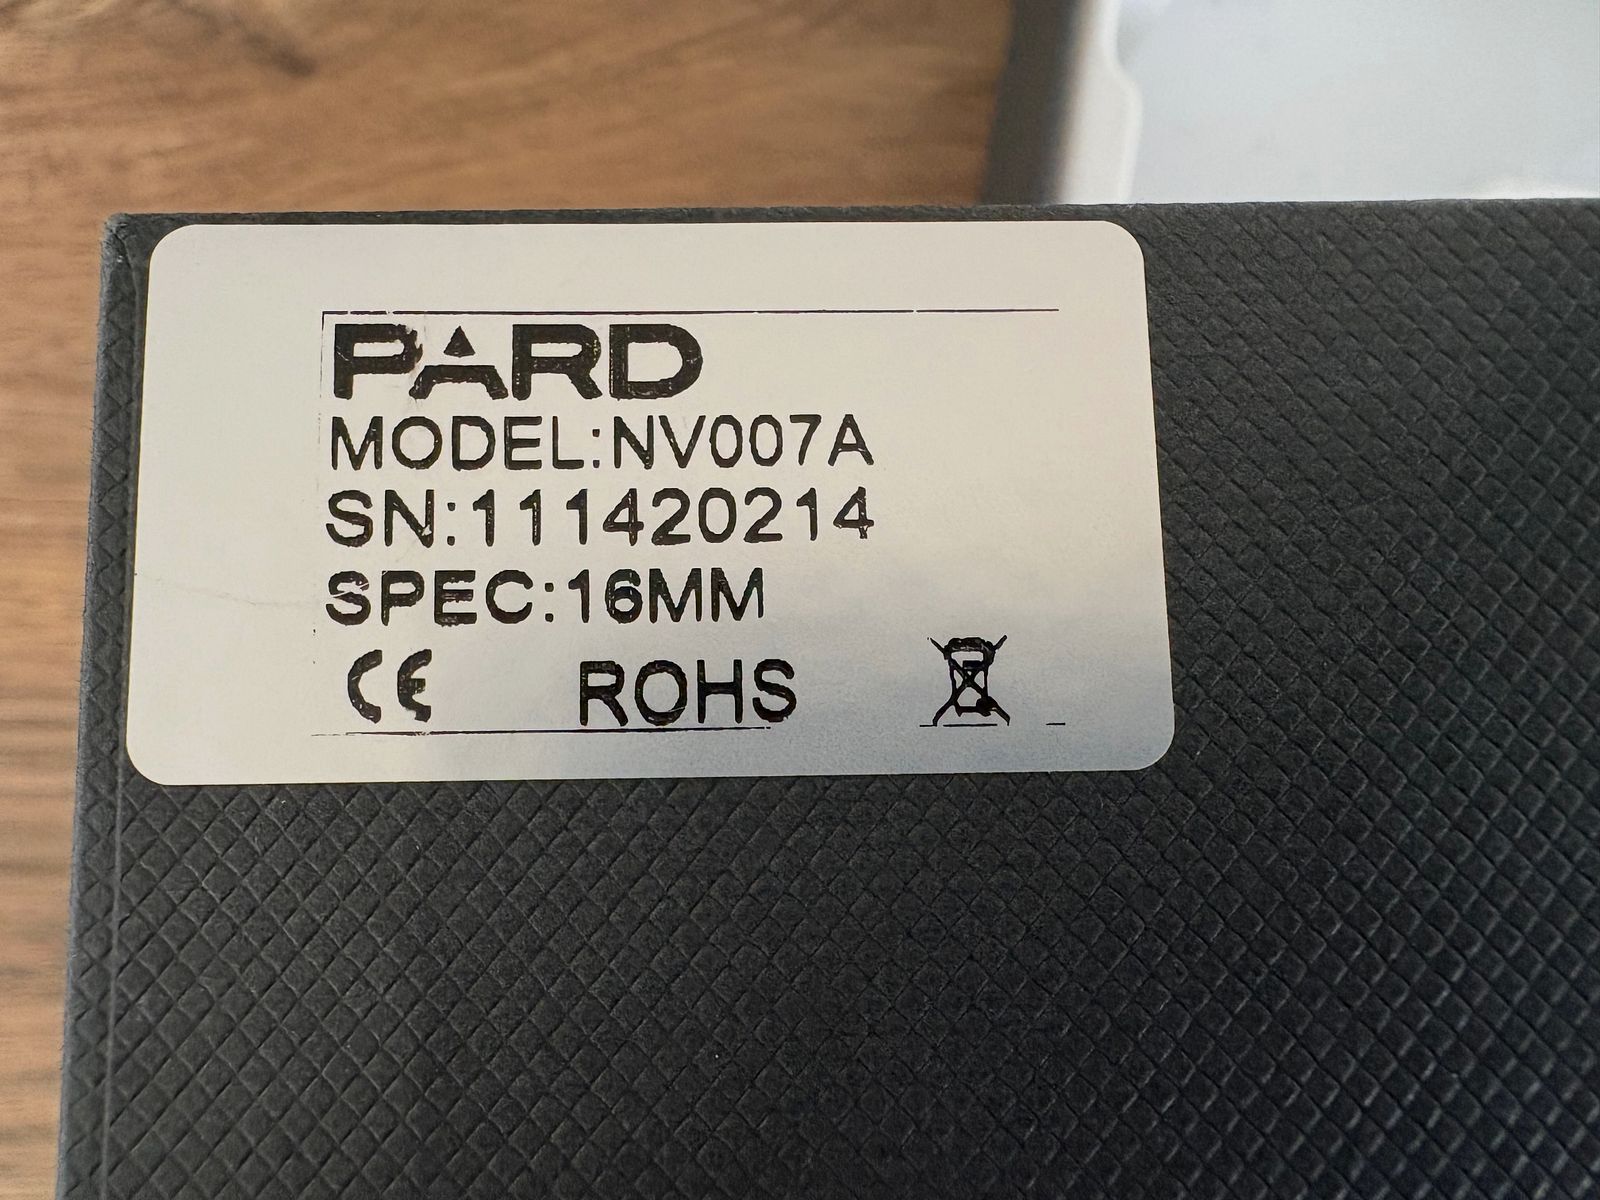 PARD
MODEL:NV007A
SN:111420214
SPEC:16MM
CE ROHS